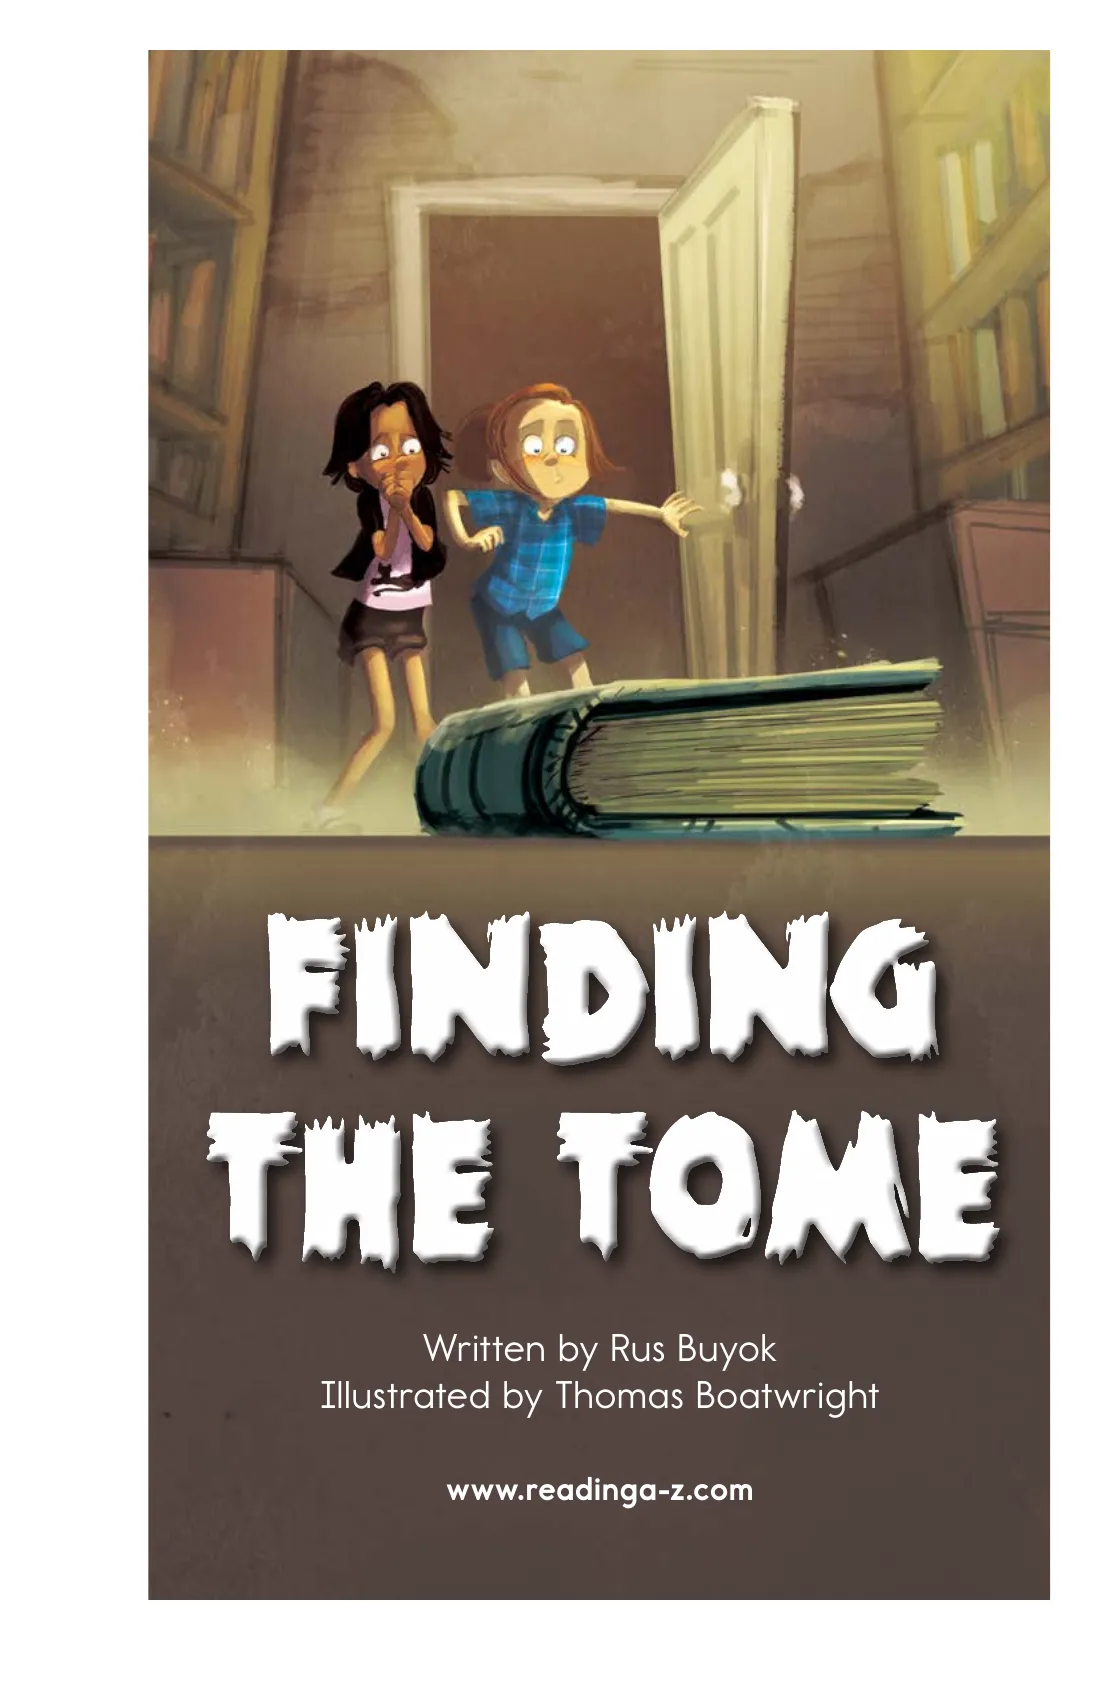 FINDING
THE TOME
Written by Rus Buyok
Illustrated by Thomas Boatwright
www.readinga-z.com